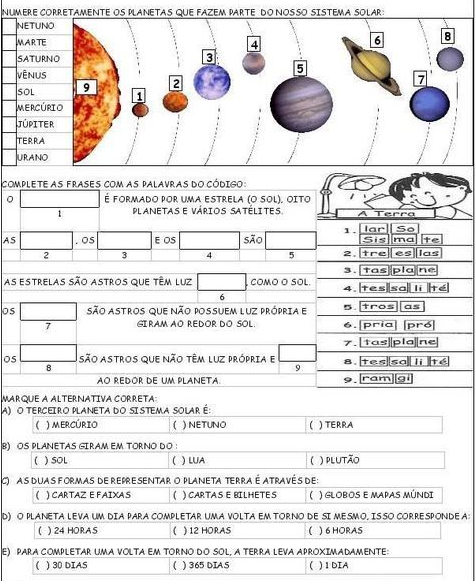 NUMERE CORRETAMENTE OS PLANETAS QUE FAZEM PARTE DO NOSSO SISTEMA SOLAR:
NETUNO
MARTE
SATURNO
VÊNUS
SOL
MERCÚRIO
JÚPITER
TERRA
URANO
9
1
2
3
4
5
6
7
8
COMPLETE AS FRASES COM AS PALAVRAS DO CÓDIGO:
O É FORMADO POR UMA ESTRELA (O SOL), OITO
1 PLANETAS E VÁRIOS SATÉLITES.
AS . OS E OS SÃO
2 3 4 5
AS ESTRELAS SÃO ASTROS QUE TÊM LUZ , COMO O SOL.
6
OS SÃO ASTROS QUE NÃO POSSUEM LUZ PRÓPRIA E
7 GIRAM AO REDOR DO SOL.
OS SÃO ASTROS QUE NÃO TÊM LUZ PRÓPRIA E
8 9
AO REDOR DE UM PLANETA.
A Terra
1. lar So
Sis ma te
2. tre es las
3. tas pla ne
4. tes sa li té
5. tros as
6. pria pró
7. tas pla ne
8. tes sa li té
9. ram gi
MARQUE A ALTERNATIVA CORRETA:
A) O TERCEIRO PLANETA DO SISTEMA SOLAR É:
( ) MERCÚRIO ( ) NETUNO ( ) TERRA
B) OS PLANETAS GIRAM EM TORNO DO :
( ) SOL ( ) LUA ( ) PLUTÃO
C) AS DUAS FORMAS DE REPRESENTAR O PLANETA TERRA É ATRAVÉS DE:
( ) CARTAZ E FAIXAS ( ) CARTAS E BILHETES ( ) GLOBOS E MAPAS MÚNDI
D) O PLANETA LEVA UM DIA PARA COMPLETAR UMA VOLTA EM TORNO DE SI MESMO, ISSO CORRESPONDE A:
( ) 24 HORAS ( ) 12 HORAS ( ) 6 HORAS
E) PARA COMPLETAR UMA VOLTA EM TORNO DO SOL, A TERRA LEVA APROXIMADAMENTE:
( ) 30 DIAS ( ) 365 DIAS ( ) 1 DIA